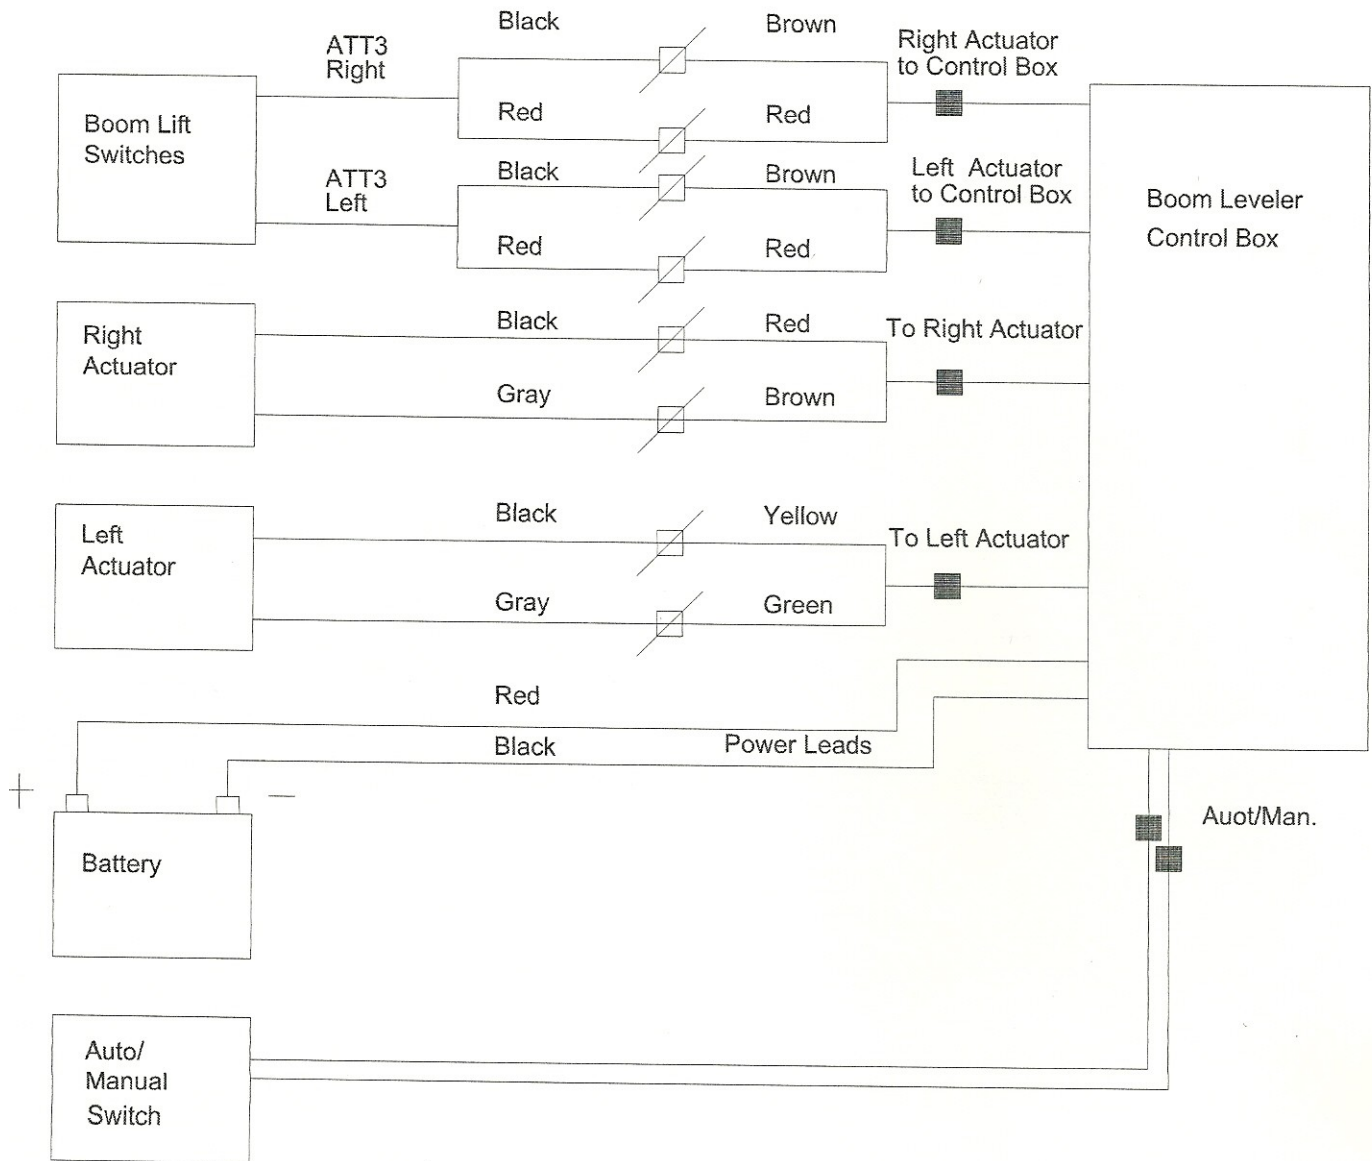 Black
Brown
ATT3
Right
Right Actuator
to Control Box
Boom Lift
Switches
Red
Red
ATT3
Left
Black
Brown
Left Actuator
to Control Box
Boom Leveler
Control Box
Red
Red
Right
Actuator
Black
Red
To Right Actuator
Gray
Brown
Left
Actuator
Black
Yellow
To Left Actuator
Gray
Green
Red
Black
Power Leads
+
—
Auot/Man.
Battery
Auto/
Manual
Switch